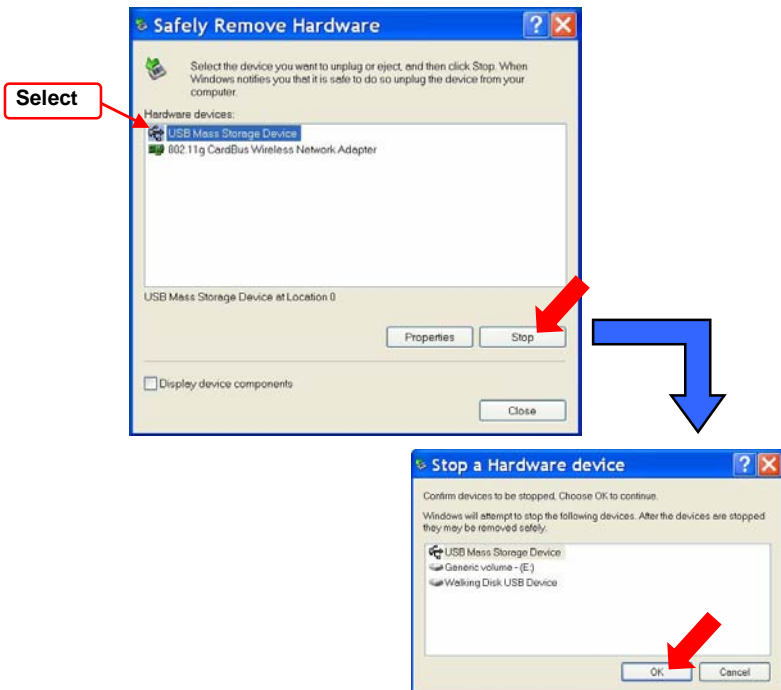 Safely Remove Hardware
Select the device you want to unplug or eject, and then click Stop. When
Windows notifies you that it is safe to do so unplug the device from your
computer.
Select
Hardware devices:
USB Mass Storage Device
802.11g CardBus Wireless Network Adapter
USB Mass Storage Device at Location 0
Properties
Stop
Display device components
Close
Stop a Hardware device
Confirm devices to be stopped, Choose OK to continue.
Windows will attempt to stop the following devices. After the devices are stopped
they may be removed safely.
USB Mass Storage Device
Generic volume - (E:)
Walking Disk USB Device
OK
Cancel